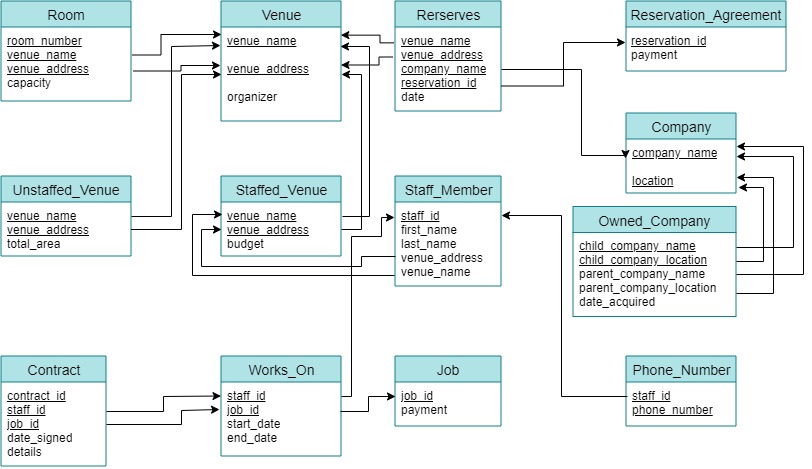 Room
room_number
venue_name
venue_address
capacity
Venue
venue_name
venue_address
organizer
Rerserves
venue_name
venue_address
company_name
reservation_id
date
Reservation_Agreement
reservation_id
payment
Company
company_name
location
Unstaffed_Venue
venue_name
venue_address
total_area
Staffed_Venue
venue_name
venue_address
budget
Staff_Member
staff_id
first_name
last_name
venue_address
venue_name
Owned_Company
child_company_name
child_company_location
parent_company_name
parent_company_location
date_acquired
Contract
contract_id
staff_id
job_id
date_signed
details
Works_On
staff_id
job_id
start_date
end_date
Job
job_id
payment
Phone_Number
staff_id
phone_number